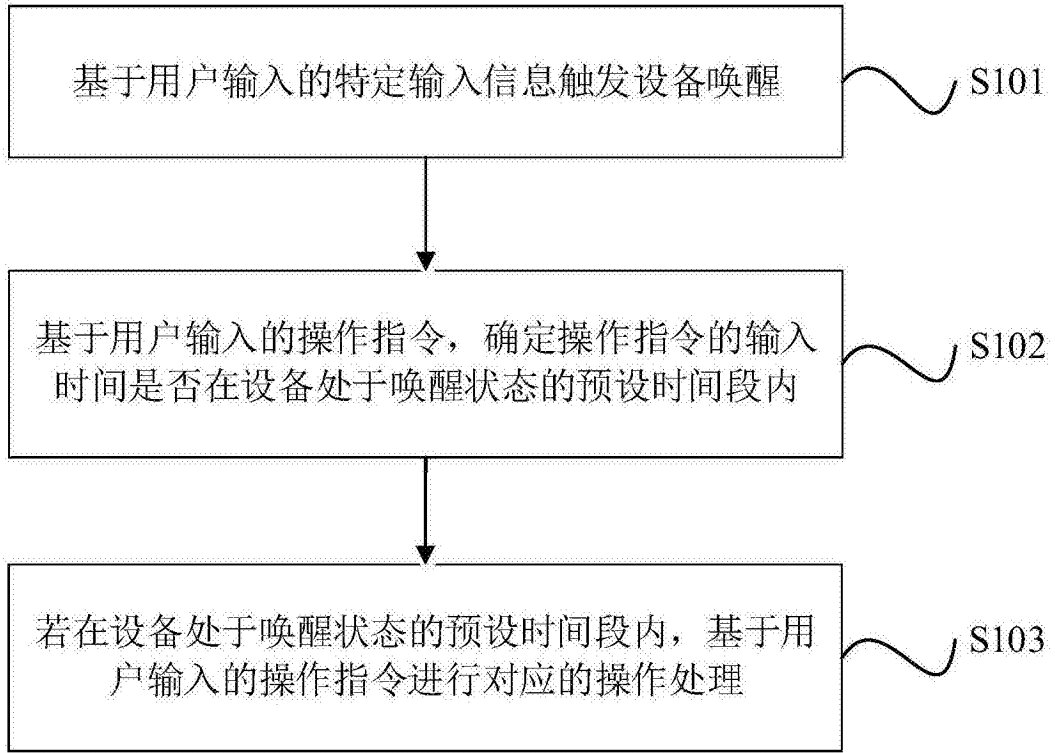 基于用户输入的特定输入信息触发设备唤醒
S101
基于用户输入的操作指令，确定操作指令的输入
时间是否在设备处于唤醒状态的预设时间段内
S102
若在设备处于唤醒状态的预设时间段内，基于用
户输入的操作指令进行对应的操作处理
S103